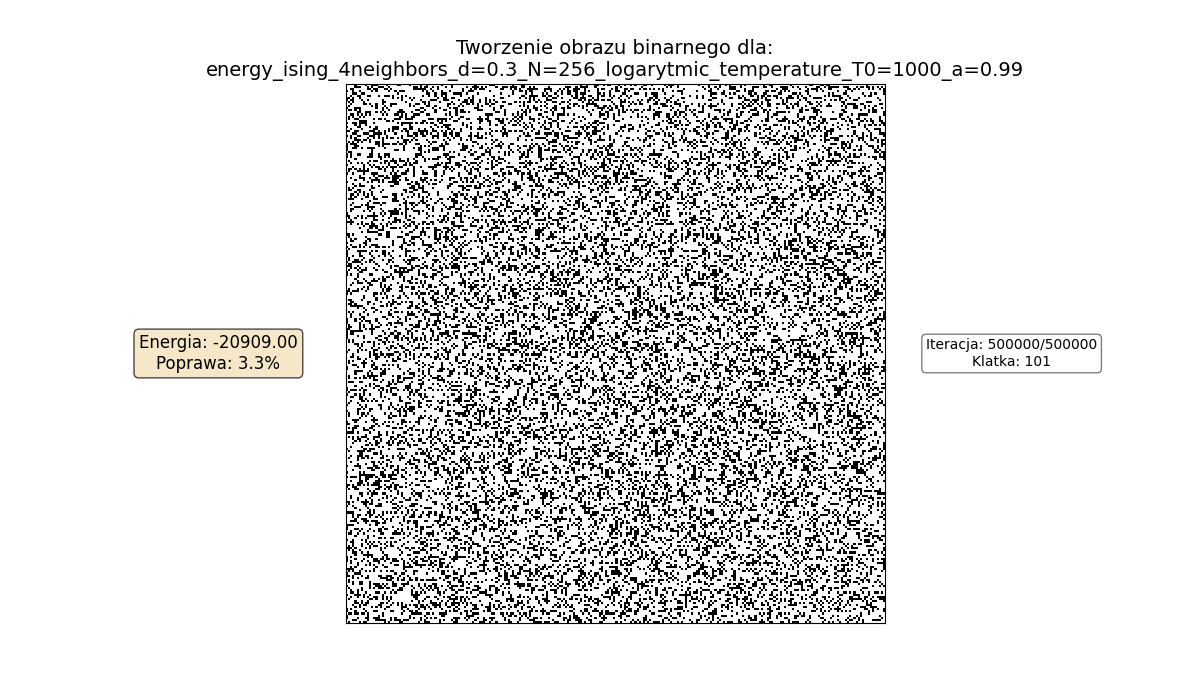 Tworzenie obrazu binarnego dla:
energy_ising_4neighbors_d=0.3_N=256_logarytmic_temperature_T0=1000_a=0.99
Energia: -20909.00
Poprawa: 3.3%
Iteracja: 500000/500000
Klatka: 101